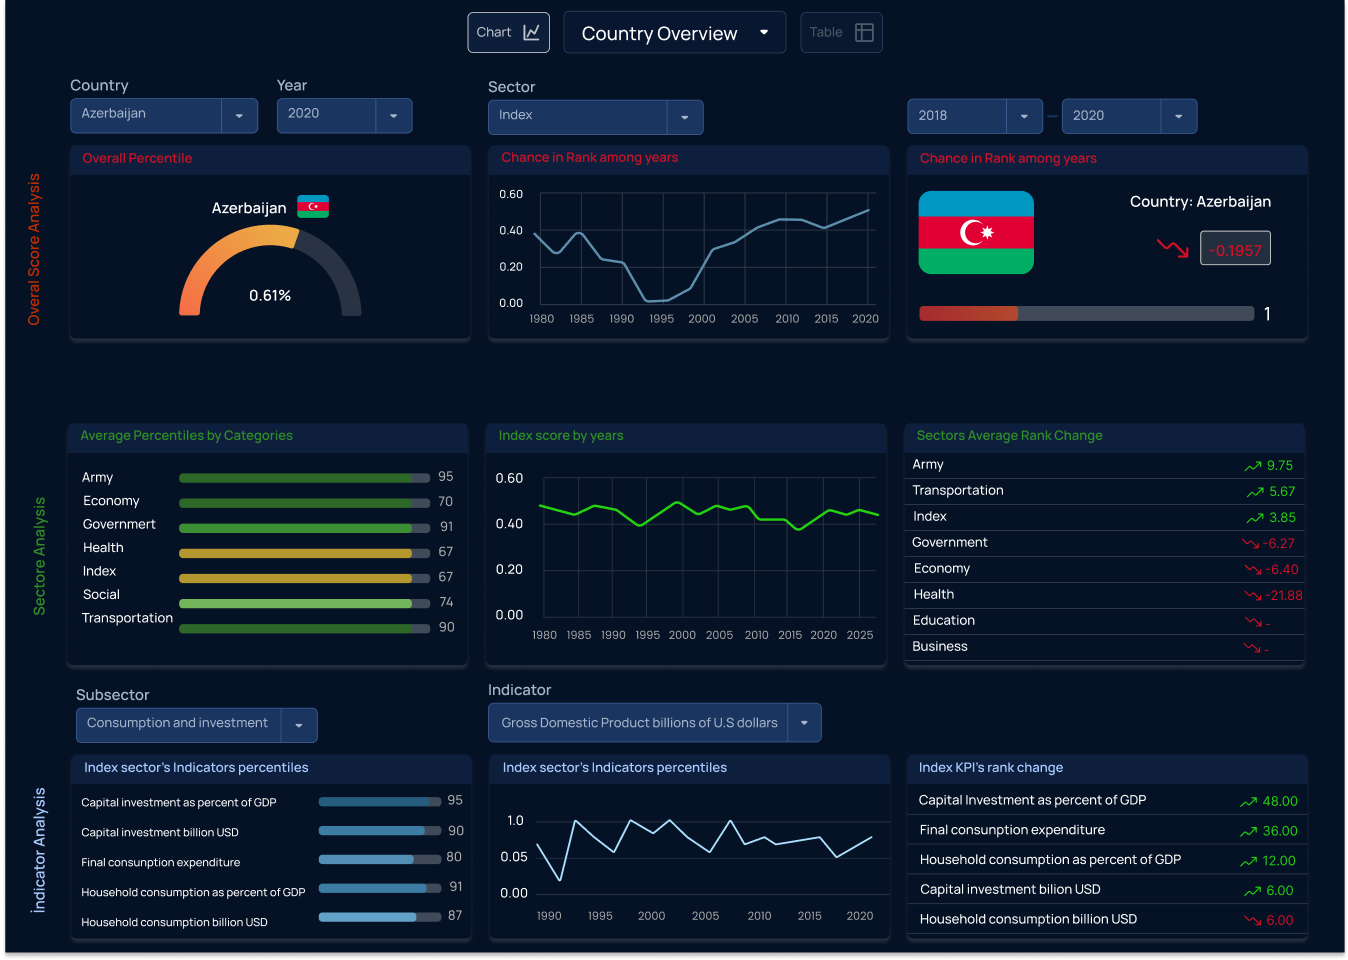 Chart
Country Overview
Table
Country
Year
Sector
Azerbaijan
2020
Index
2018
2020
Overal Score Analysis
Overall Percentile
Azerbaijan
0.61%
Chance in Rank among years
0.60
0.40
0.20
0.00
1980 1985 1990 1995 2000 2005 2010 2015 2020
Chance in Rank among years
Country: Azerbaijan
-0.1957
1
Sectore Analysis
Average Percentiles by Categories
Army 95
Economy 70
Governmert 91
Health 67
Index 67
Social 74
Transportation 90
Index score by years
0.60
0.40
0.20
0.00
1980 1985 1990 1995 2000 2005 2010 2015 2020 2025
Sectors Average Rank Change
Army 9.75
Transportation 5.67
Index 3.85
Government -6.27
Economy -6.40
Health -21.88
Education -
Business -
Subsector
Consumption and investment
Indicator
Gross Domestic Product billions of U.S dollars
İndicator Analysis
Index sector's Indicators percentiles
Capital investment as percent of GDP 95
Capital investment billion USD 90
Final consunption expenditure 80
Household consumption as percent of GDP 91
Household consumption billion USD 87
Index sector's Indicators percentiles
1.0
0.05
0.00
1990 1995 2000 2005 2010 2015 2020
Index KPI's rank change
Capital Investment as percent of GDP 48.00
Final consunption expenditure 36.00
Household consumption as percent of GDP 12.00
Capital investment bilion USD 6.00
Household consumption billion USD 6.00